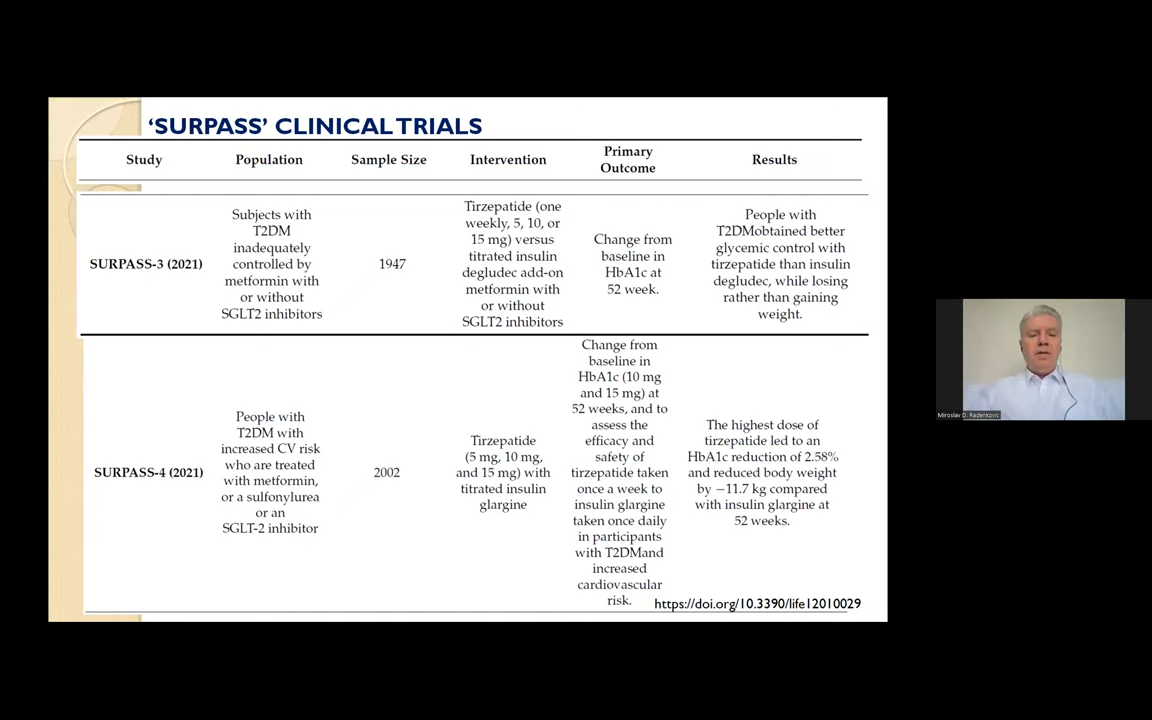 ‘SURPASS’ CLINICAL TRIALS
Study
Population
Sample Size
Intervention
Primary
Outcome
Results
SURPASS-3 (2021)
Subjects with
T2DM
inadequately
controlled by
metformin with
or without
SGLT2 inhibitors
1947
Tirzepatide (one
weekly, 5, 10, or
15 mg) versus
titrated insulin
degludec add-on
metformin with
or without
SGLT2 inhibitors
Change from
baseline in
HbA1c at
52 week.
People with
T2DMobtained better
glycemic control with
tirzepatide than insulin
degludec, while losing
rather than gaining
weight.
SURPASS-4 (2021)
People with
T2DM with
increased CV risk
who are treated
with metformin,
or a sulfonylurea
or an
SGLT-2 inhibitor
2002
Tirzepatide
(5 mg, 10 mg,
and 15 mg) with
titrated insulin
glargine
Change from
baseline in
HbA1c (10 mg
and 15 mg) at
52 weeks, and to
assess the
efficacy and
safety of
tirzepatide taken
once a week to
insulin glargine
taken once daily
in participants
with T2DMand
increased
cardiovascular
risk.
The highest dose of
tirzepatide led to an
HbA1c reduction of 2.58%
and reduced body weight
by −11.7 kg compared
with insulin glargine at
52 weeks.
https://doi.org/10.3390/life12010029
Miroslav D. Radenkovic